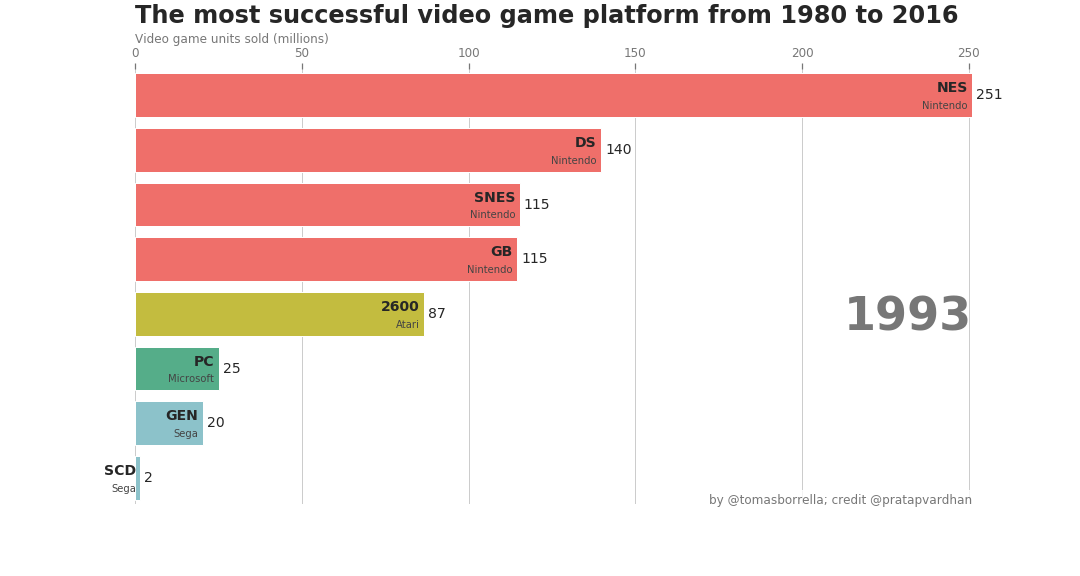 The most successful video game platform from 1980 to 2016
Video game units sold (millions)
0 50 100 150 200 250
NES
Nintendo
251
DS
Nintendo
140
SNES
Nintendo
115
GB
Nintendo
115
2600
Atari
87
1993
PC
Microsoft
25
GEN
Sega
20
SCD
Sega
2
by @tomasborrella; credit @pratapvardhan